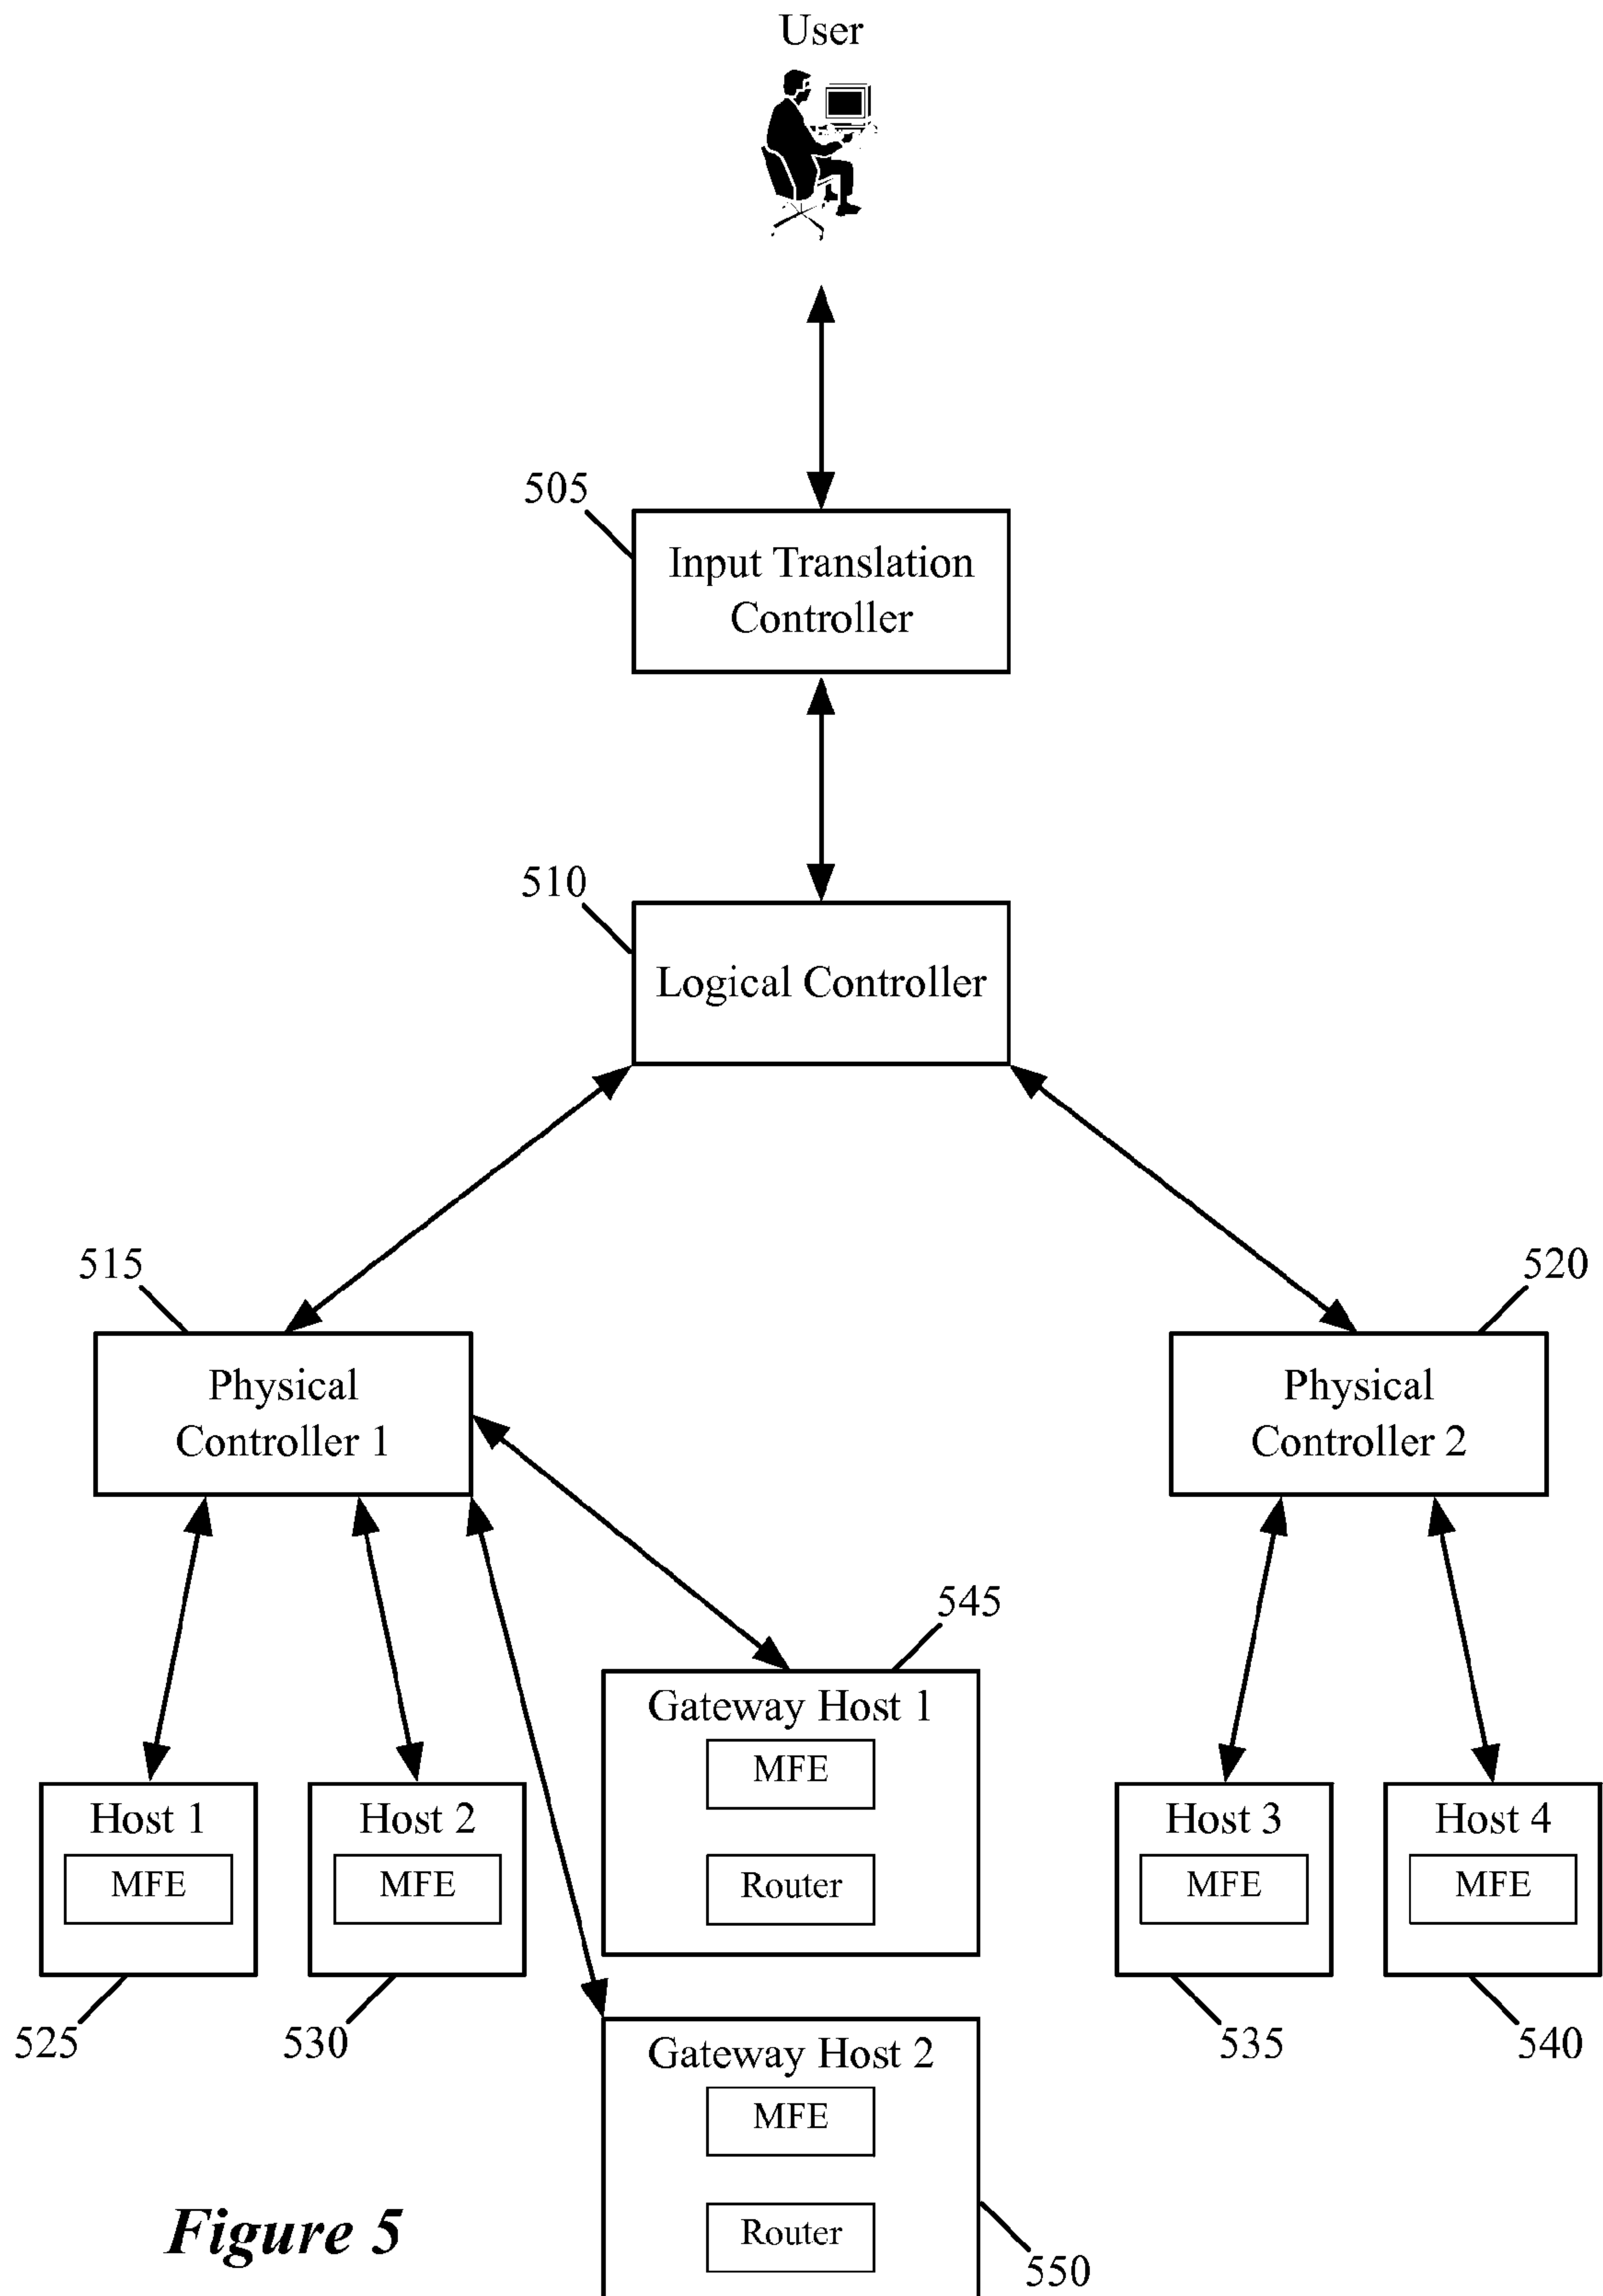 User
505
Input Translation
Controller
510
Logical Controller
515
520
Physical
Controller 1
Physical
Controller 2
545
Gateway Host 1
MFE
Router
Host 1
MFE
Host 2
MFE
Host 3
MFE
Host 4
MFE
525
530
535
540
Gateway Host 2
MFE
Router
550
Figure 5